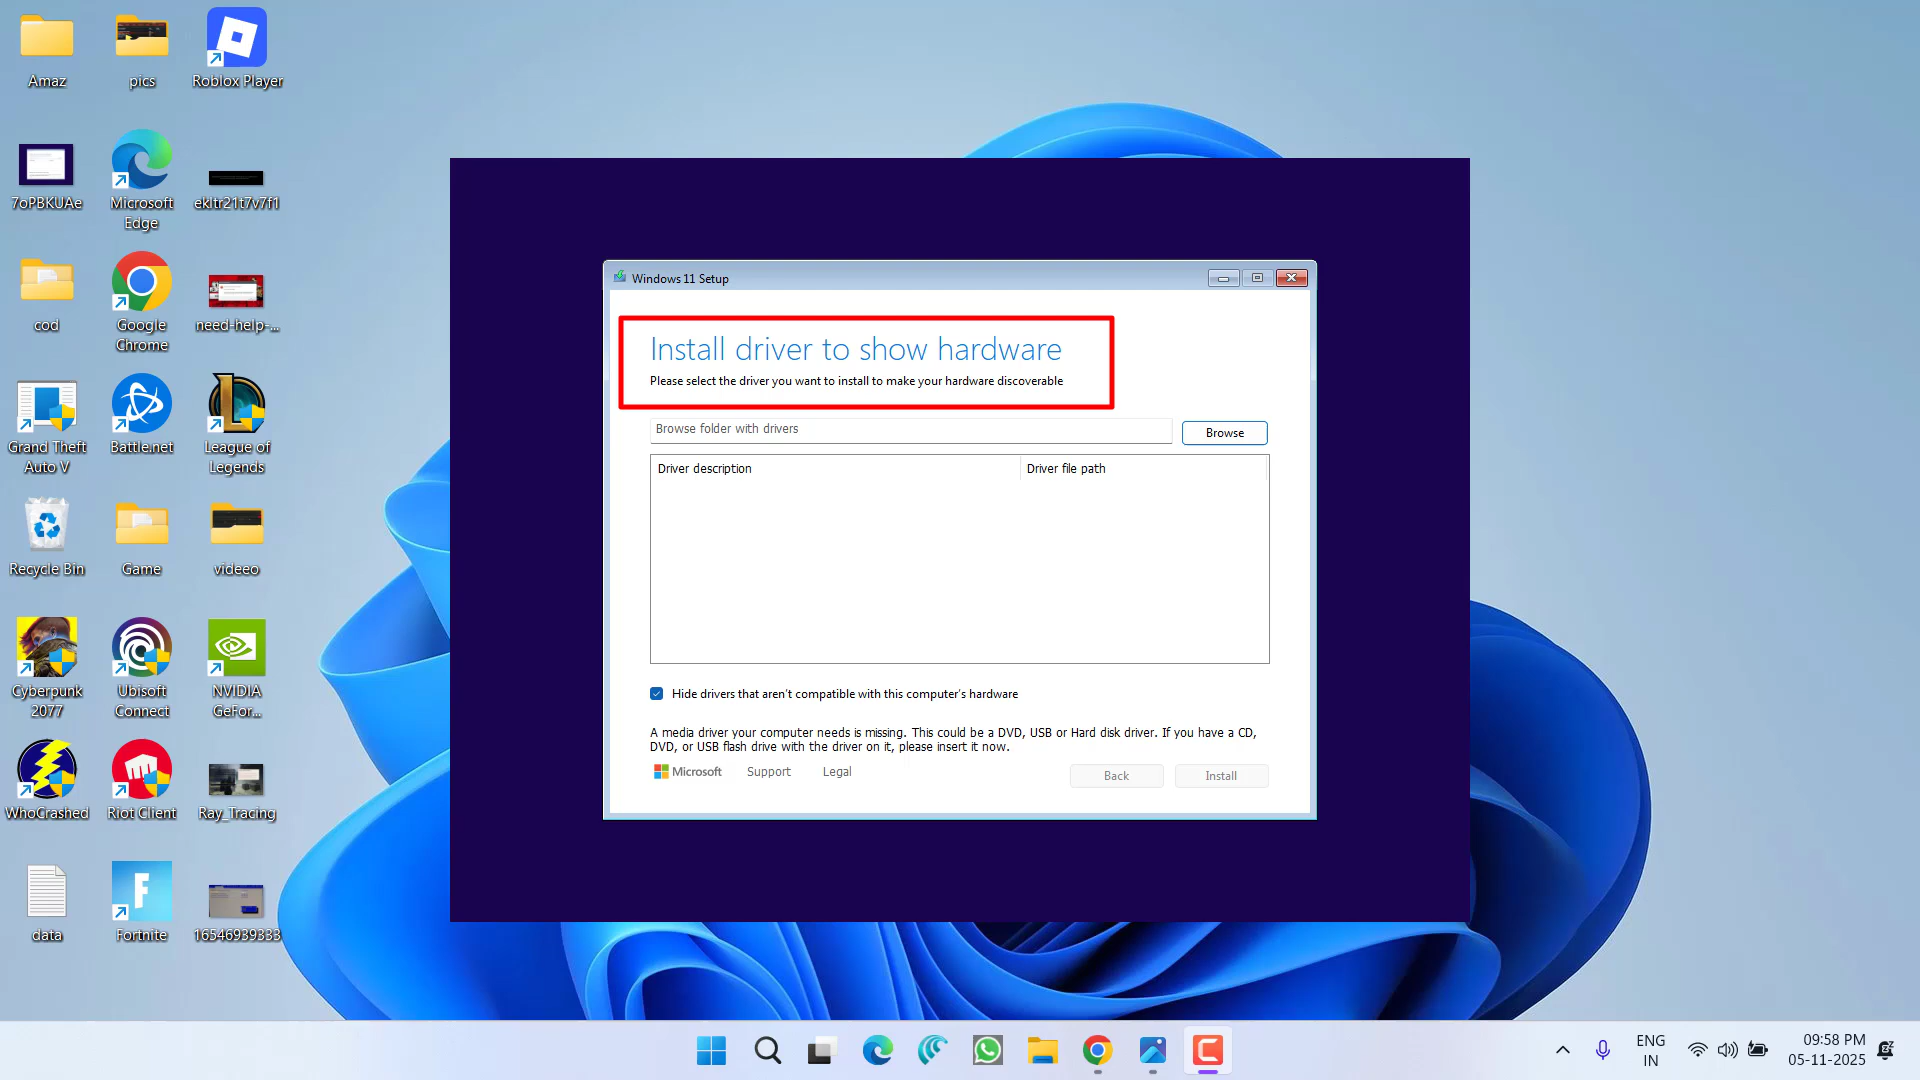 Amaz
pics
Roblox Player
7oPBKUAe
Microsoft
Edge
ekltr21t7v7f1
cod
Google
Chrome
need-help-...
Grand Theft
Auto V
Battle.net
League of
Legends
Recycle Bin
Game
videeo
Cyberpunk
2077
Ubisoft
Connect
NVIDIA
GeFor...
WhoCrashed
Riot Client
Ray_Tracing
data
Fortnite
16546939333
Windows 11 Setup
Install driver to show hardware
Please select the driver you want to install to make your hardware discoverable
Browse folder with drivers
Browse
Driver description
Driver file path
Hide drivers that aren't compatible with this computer's hardware
A media driver your computer needs is missing. This could be a DVD, USB or Hard disk driver. If you have a CD,
DVD, or USB flash drive with the driver on it, please insert it now.
Microsoft
Support
Legal
Back
Install
ENG
IN
09:58 PM
05-11-2025